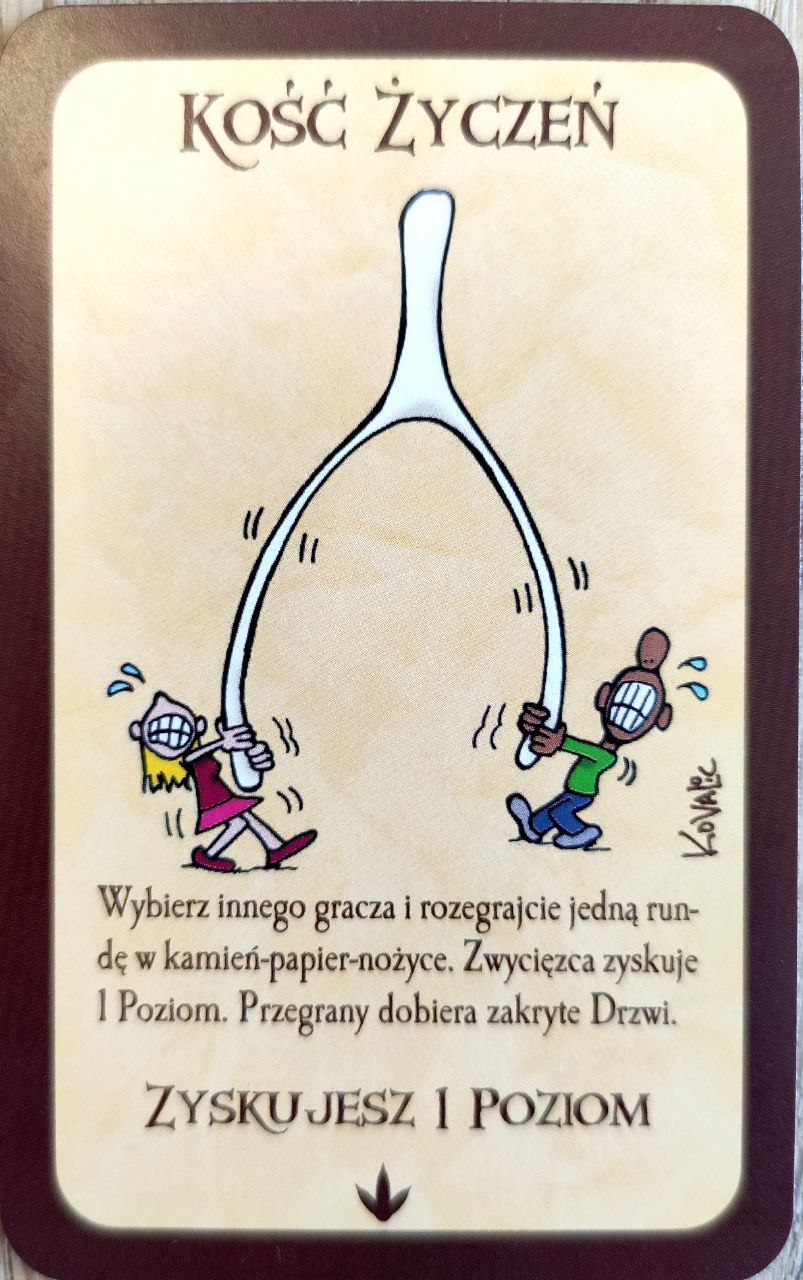 Kość Życzeń
Kovalic
Wybierz innego gracza i rozegrajcie jedną run-
dę w kamień-papier-nożyce. Zwycięzca zyskuje
1 Poziom. Przegrany dobiera zakryte Drzwi.
Zyskujesz 1 Poziom